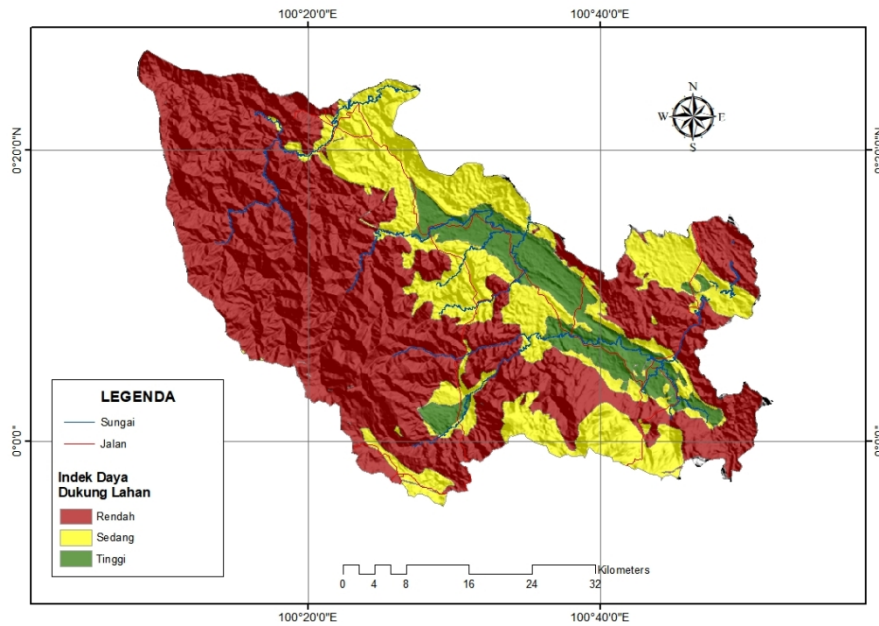 100°20'0"E 100°40'0"E
N
W E
S
0°20'0"N 0°20'0"N
LEGENDA
Sungai
Jalan
Indek Daya
Dukung Lahan
Rendah
Sedang
Tinggi
0°0'0" 0°0'0"
Kilometers
0 4 8 16 24 32
100°20'0"E 100°40'0"E